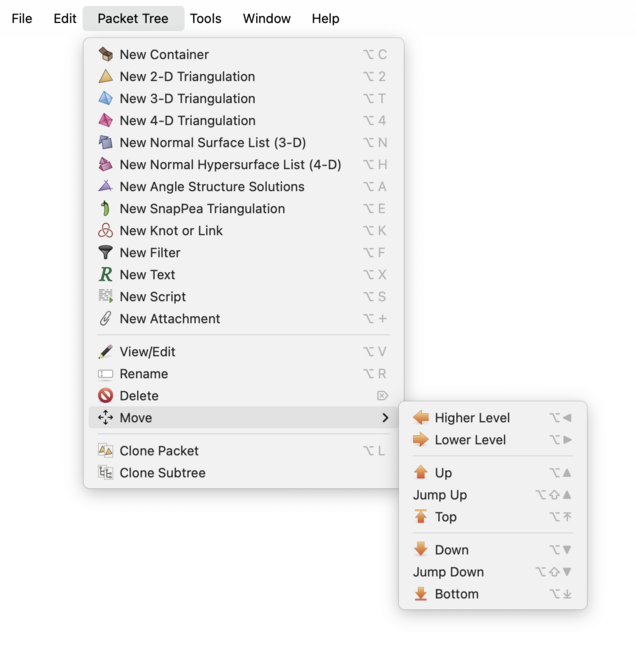 File Edit Packet Tree Tools Window Help
New Container ⌥ C
New 2-D Triangulation ⌥ 2
New 3-D Triangulation ⌥ T
New 4-D Triangulation ⌥ 4
New Normal Surface List (3-D) ⌥ N
New Normal Hypersurface List (4-D) ⌥ H
New Angle Structure Solutions ⌥ A
New SnapPea Triangulation ⌥ E
New Knot or Link ⌥ K
New Filter ⌥ F
New Text ⌥ X
New Script ⌥ S
New Attachment ⌥ +
View/Edit ⌥ V
Rename ⌥ R
Delete ⌦
Move
Clone Packet ⌥ L
Clone Subtree
Higher Level ⌥ ◀
Lower Level ⌥ ▶
Up ⌥ ▲
Jump Up ⌥ ⇧ ▲
Top ⌥ ⤒
Down ⌥ ▼
Jump Down ⌥ ⇧ ▼
Bottom ⌥ ⤓